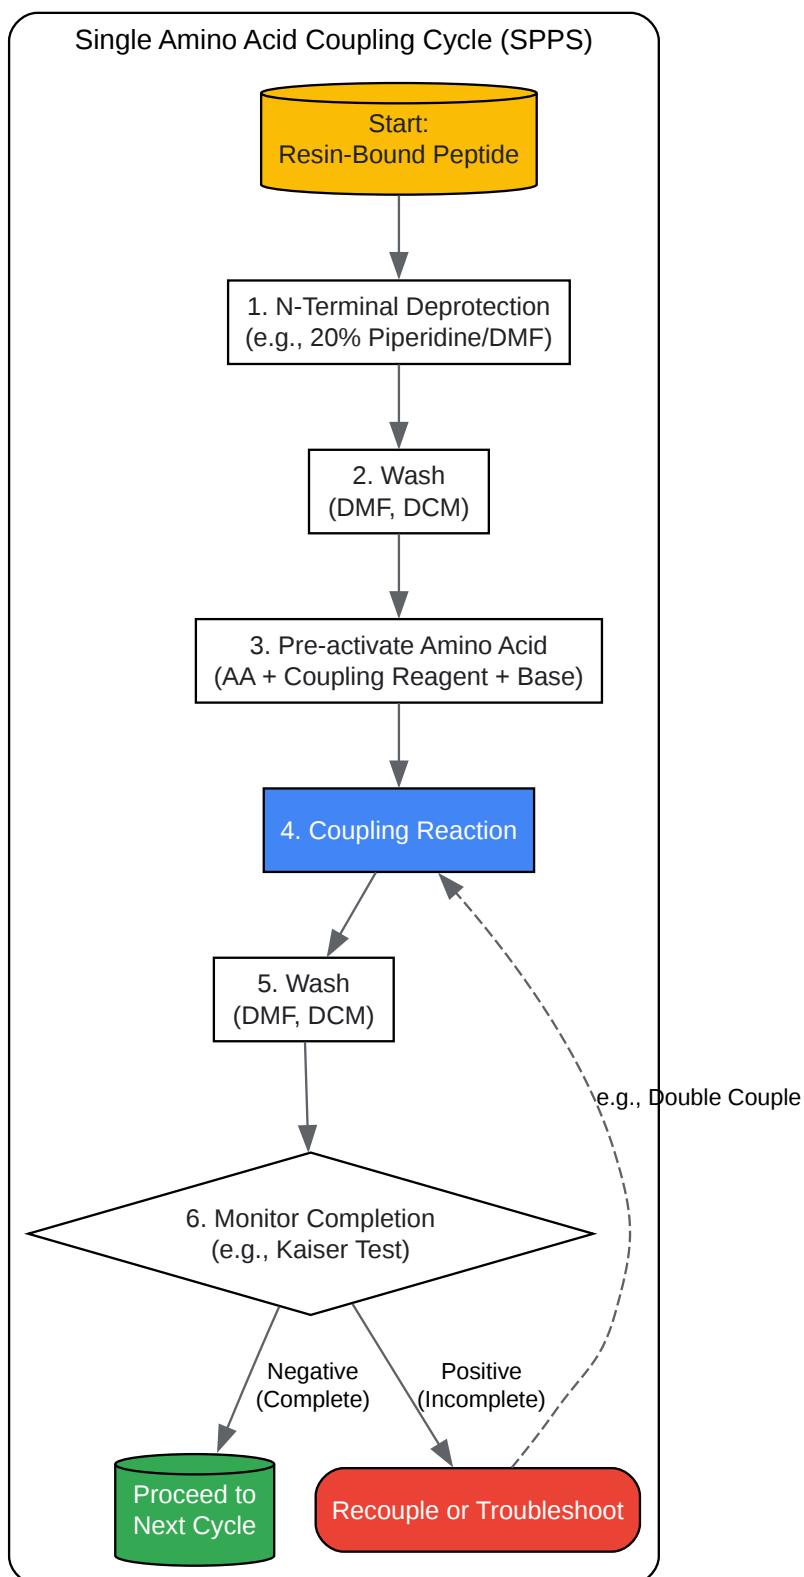 Single Amino Acid Coupling Cycle (SPPS)
Start:
Resin-Bound Peptide
1. N-Terminal Deprotection
(e.g., 20% Piperidine/DMF)
2. Wash
(DMF, DCM)
3. Pre-activate Amino Acid
(AA + Coupling Reagent + Base)
4. Coupling Reaction
5. Wash
(DMF, DCM)
e.g., Double Couple
6. Monitor Completion
(e.g., Kaiser Test)
Negative
(Complete)
Positive
(Incomplete)
Proceed to
Next Cycle
Recouple or Troubleshoot